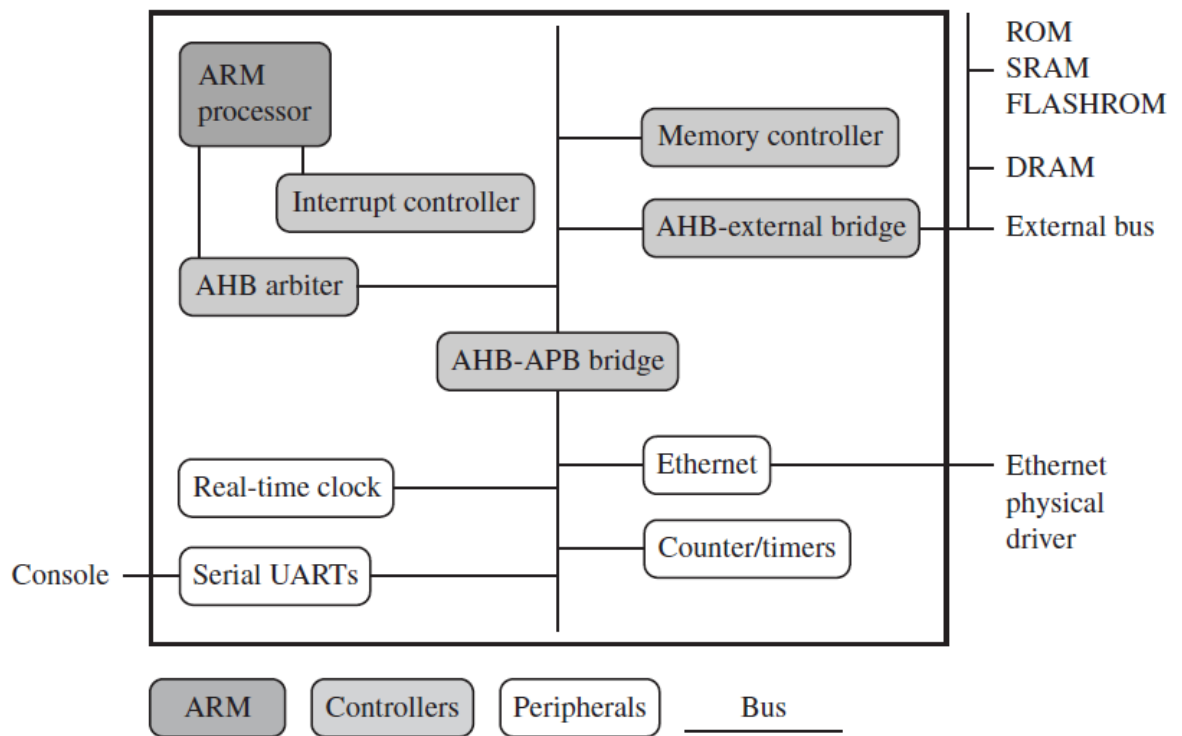 ARM
processor
Interrupt controller
AHB arbiter
Memory controller
AHB-external bridge
ROM
SRAM
FLASHROM
DRAM
External bus
AHB-APB bridge
Real-time clock
Console
Serial UARTs
Ethernet
Counter/timers
Ethernet
physical
driver
ARM
Controllers
Peripherals
Bus